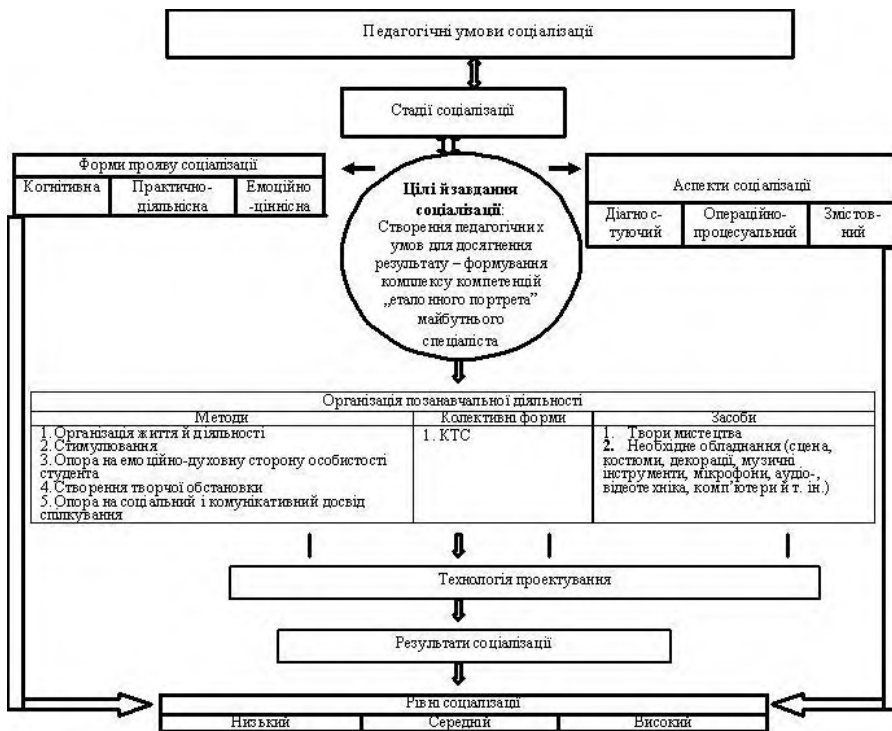 Педагогічні умови соціалізації
Стадії соціалізації
Форми прояву соціалізації
Когнітивна
Практично-
діяльнісна
Емоційно
-ціннісна
Цілі й завдання
соціалізації:
Створення педагогічних
умов для досягнення
результату – формування
комплексу компетенцій
„еталонного портрета”
майбутнього
спеціаліста
Аспекти соціалізації
Діагнос-
туючий
Операційно-
процесуальний
Змістов-
ний
Організація позанавчальної діяльності
Методи
1. Організація життя й діяльності
2. Стимулювання
3. Опора на емоційно-духовну сторону особистості
студента
4. Створення творчої обстановки
5. Опора на соціальний і комунікативний досвід
спілкування
Колективні форми
1. КТС
Засоби
1. Твори мистецтва
2. Необхідне обладнання (сцена,
костюми, декорації, музичні
інструменти, мікрофони, аудіо-,
відеотехніка, комп’ютери й т. ін.)
Технологія проектування
Результати соціалізації
Рівні соціалізації
Низький
Середній
Високий